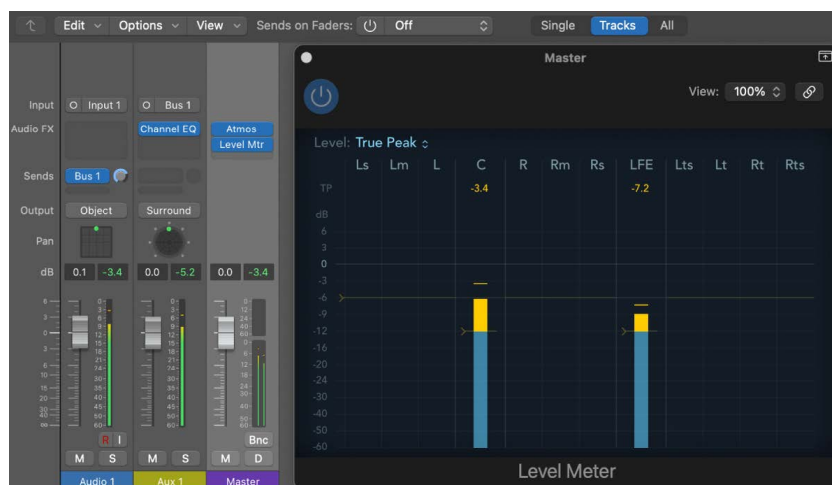 Edit Options View Sends on Faders: Off Single Tracks All
Master
View: 100%
Input Input 1 Bus 1
Audio FX Channel EQ Atmos
Level Mtr
Sends Bus 1
Output Object Surround
Pan
dB 0.1 -3.4 0.0 -5.2 0.0 -3.4
R I Bnc
M S M S M D
Audio 1 Aux 1 Master
Level: True Peak
Ls Lm L C R Rm Rs LFE Lts Lt Rt Rts
TP -3.4 -7.2
dB
6
3
0
-3
-6
-9
-12
-16
-20
-24
-30
-40
-50
-60
Level Meter